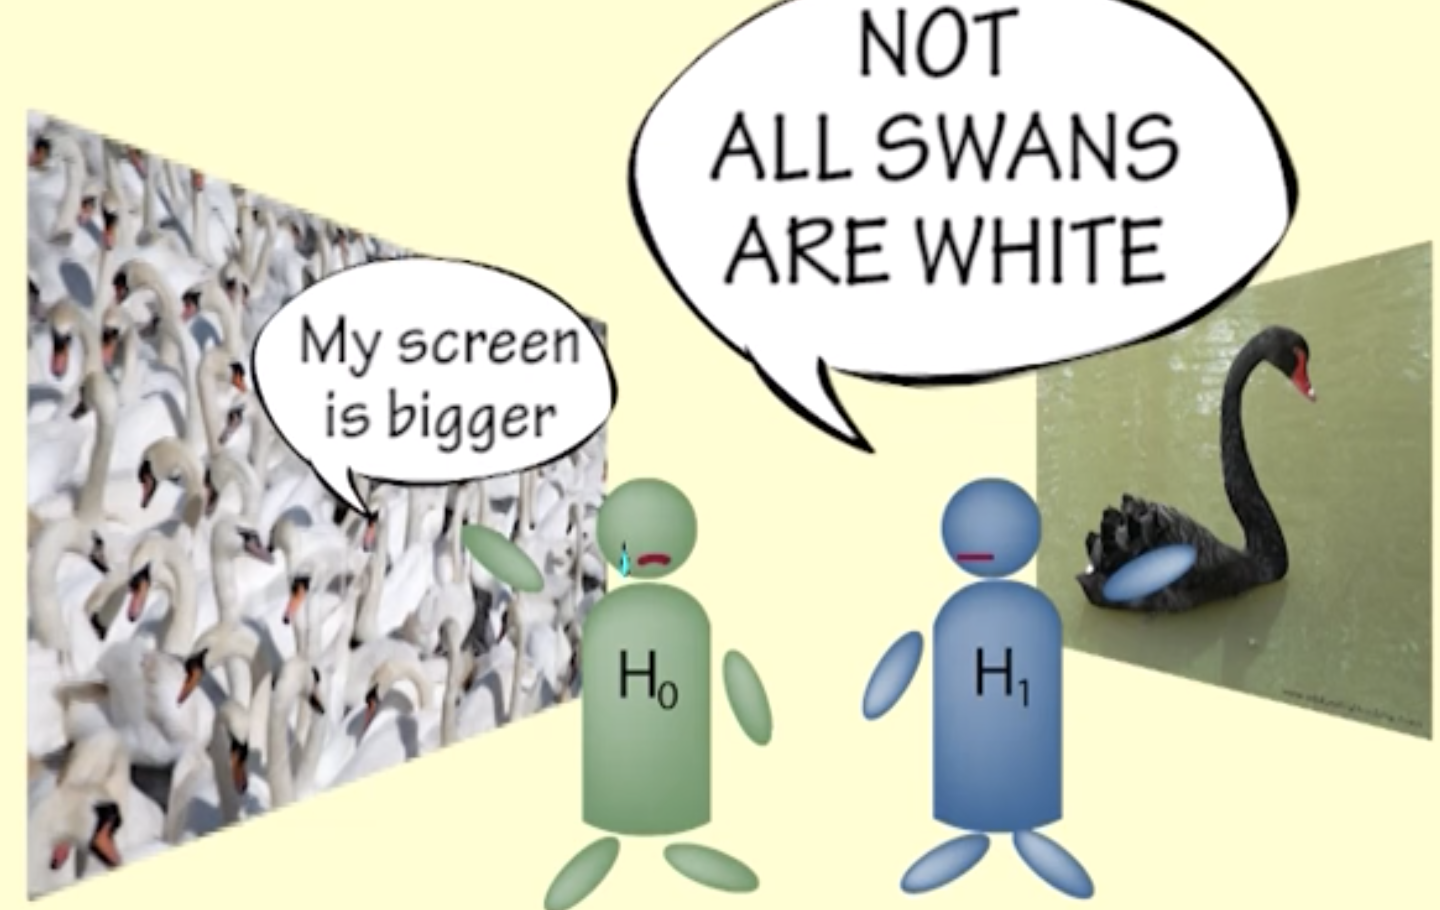 NOT
ALL SWANS
ARE WHITE
My screen
is bigger
H₀
H₁